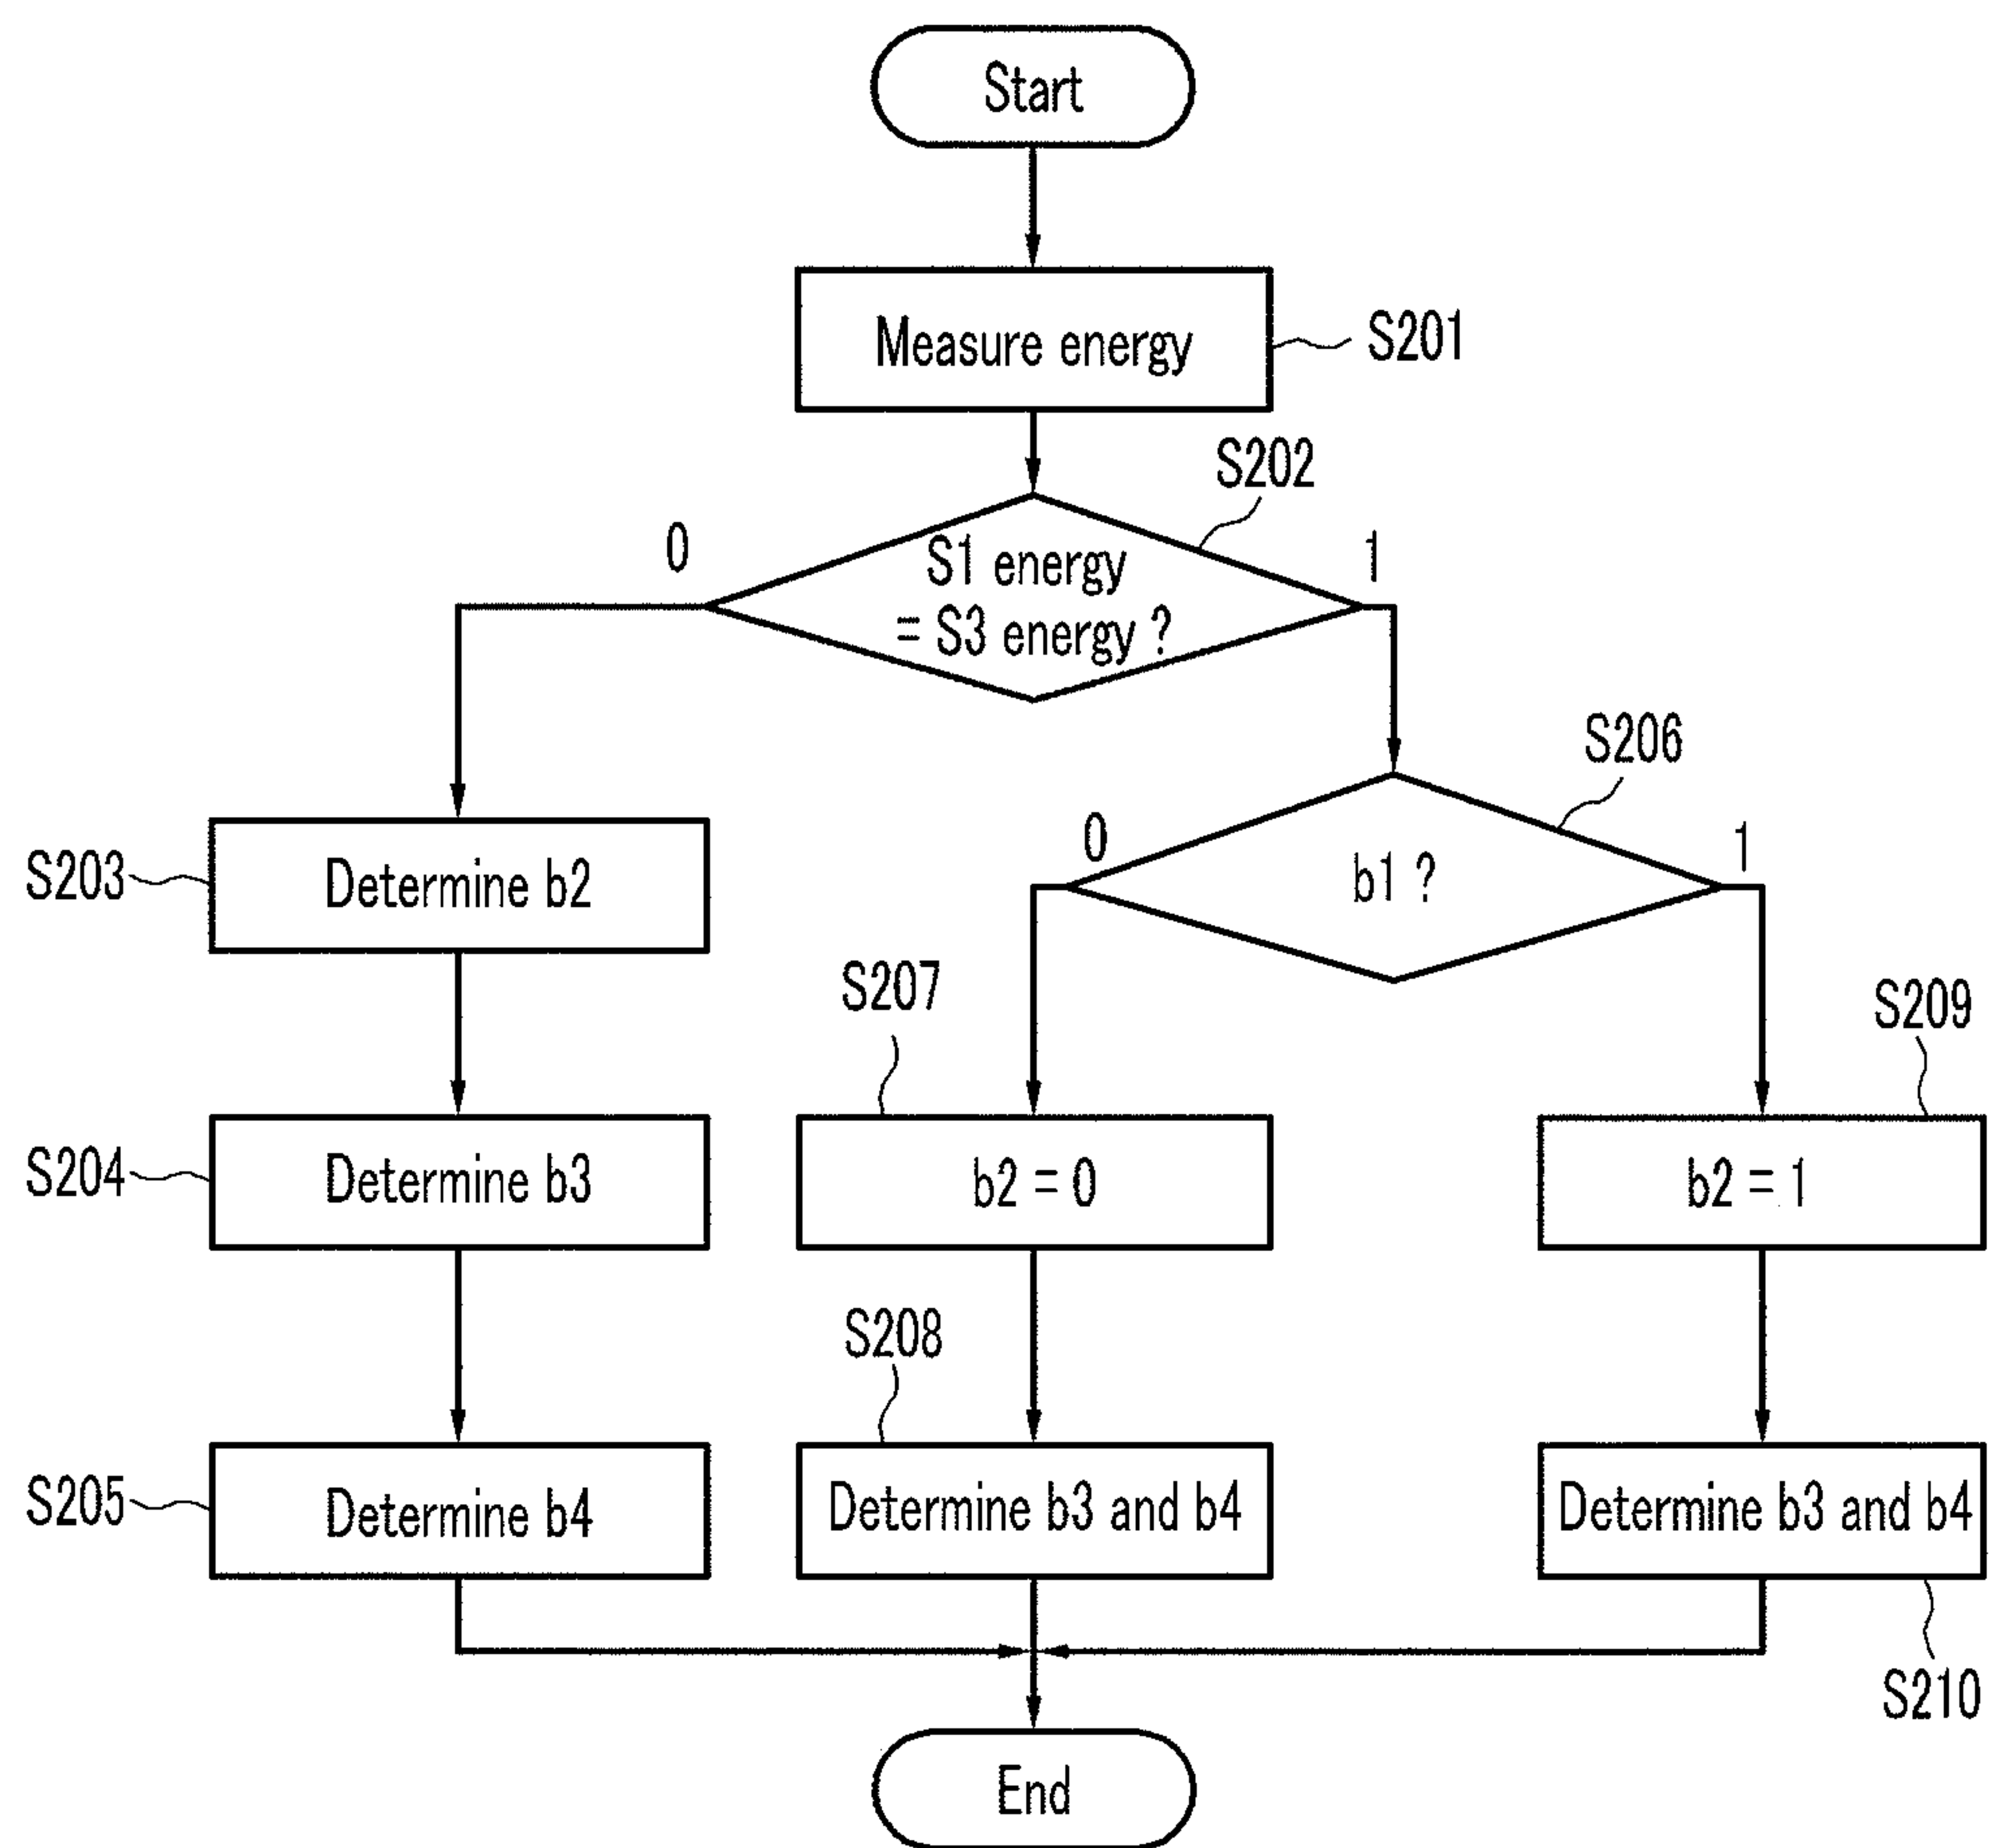 Start
Measure energy
S201
S202
0
S1 energy
= S3 energy ?
1
S206
0
b1 ?
1
S203
Determine b2
S207
S209
S204
Determine b3
b2 = 0
b2 = 1
S208
S205
Determine b4
Determine b3 and b4
Determine b3 and b4
S210
End